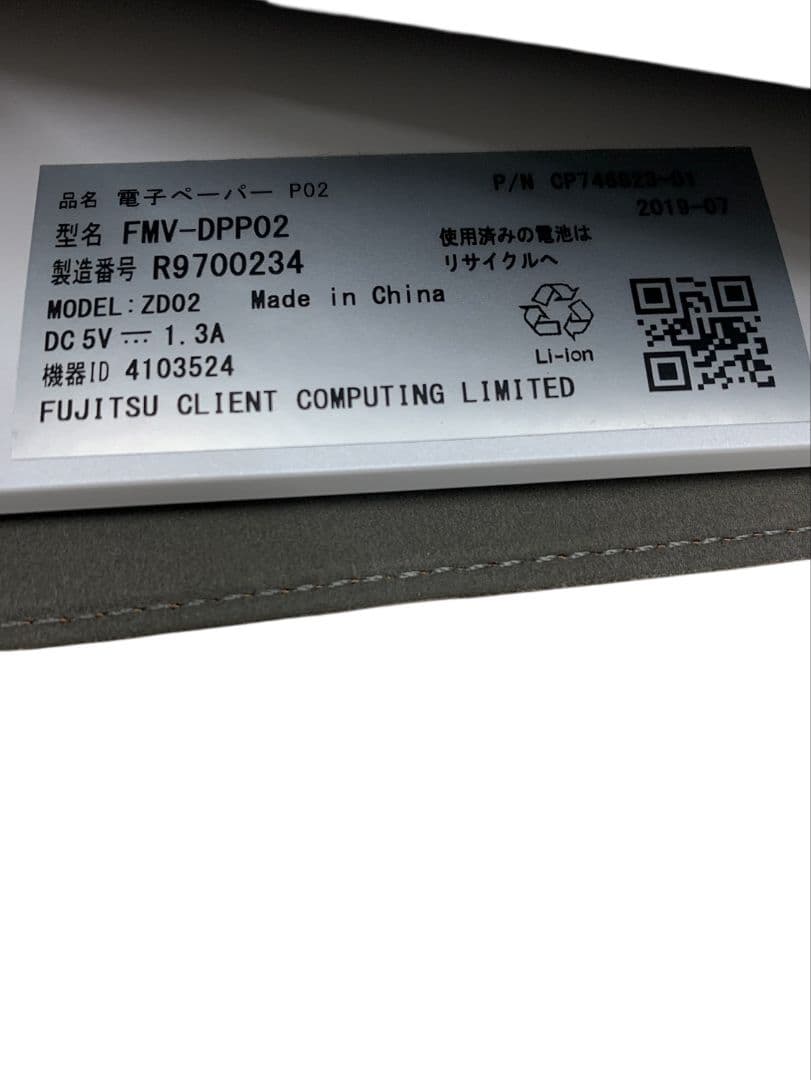 品名 電子ペーパー P02
P/N CP746623-01
2019-07
型名 FMV-DPP02
製造番号 R9700234
使用済みの電池は
リサイクルへ
MODEL:ZD02 Made in China
DC 5V ⎓ 1.3A
機器ID 4103524
Li-ion
FUJITSU CLIENT COMPUTING LIMITED